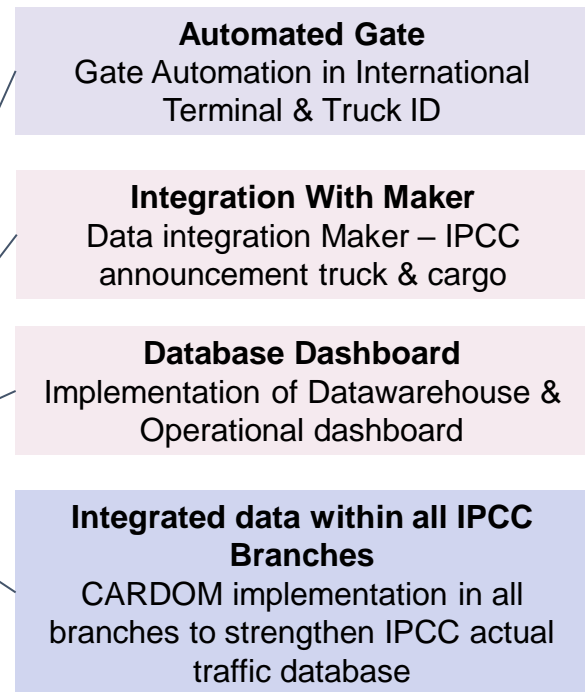 Automated Gate
Gate Automation in International
Terminal & Truck ID
Integration With Maker
Data integration Maker – IPCC
announcement truck & cargo
Database Dashboard
Implementation of Datawarehouse &
Operational dashboard
Integrated data within all IPCC
Branches
CARDOM implementation in all
branches to strengthen IPCC actual
traffic database